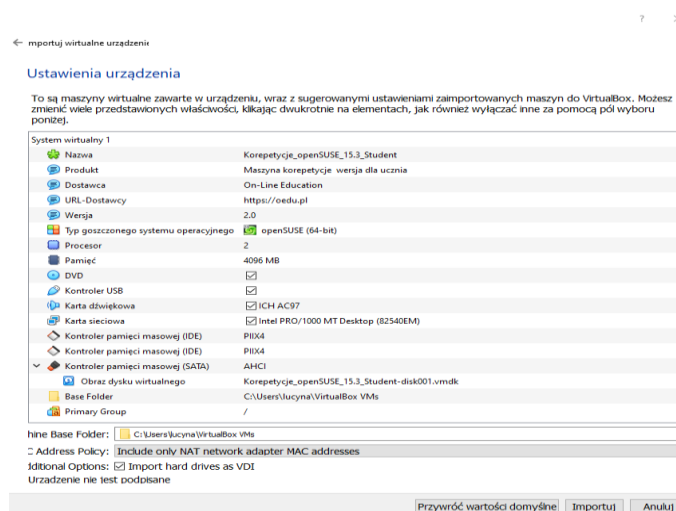 ?
← mportuj wirtualne urządzenie
Ustawienia urządzenia
To są maszyny wirtualne zawarte w urządzeniu, wraz z sugerowanymi ustawieniami zaimportowanych maszyn do VirtualBox. Możesz
zmienić wiele przedstawionych właściwości, klikając dwukrotnie na elementach, jak również wyłączać inne za pomocą pól wyboru
poniżej.
System wirtualny 1
Nazwa Korepetycje_openSUSE_15.3_Student
Produkt Maszyna korepetycje wersja dla ucznia
Dostawca On-Line Education
URL-Dostawcy https://oedu.pl
Wersja 2.0
Typ goszczonego systemu operacyjnego openSUSE (64-bit)
Procesor 2
Pamięć 4096 MB
DVD
Kontroler USB
Karta dźwiękowa ICH AC97
Karta sieciowa Intel PRO/1000 MT Desktop (82540EM)
Kontroler pamięci masowej (IDE) PIIX4
Kontroler pamięci masowej (IDE) PIIX4
Kontroler pamięci masowej (SATA) AHCI
Obraz dysku wirtualnego Korepetycje_openSUSE_15.3_Student-disk001.vmdk
Base Folder C:\Users\lucyna\VirtualBox VMs
Primary Group /
hine Base Folder: C:\Users\lucyna\VirtualBox VMs
C Address Policy: Include only NAT network adapter MAC addresses
dditional Options: Import hard drives as VDI
Urządzenie nie jest podpisane
Przywróć wartości domyślne Importuj Anuluj